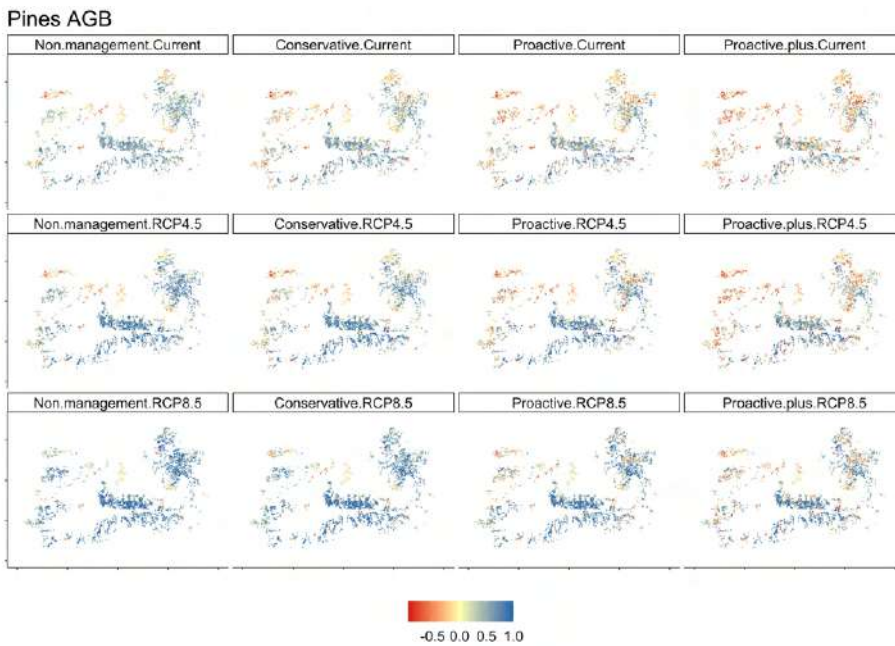 Pines AGB
Non.management.Current Conservative.Current Proactive.Current Proactive.plus.Current
Non.management.RCP4.5 Conservative.RCP4.5 Proactive.RCP4.5 Proactive.plus.RCP4.5
Non.management.RCP8.5 Conservative.RCP8.5 Proactive.RCP8.5 Proactive.plus.RCP8.5
-0.5 0.0 0.5 1.0